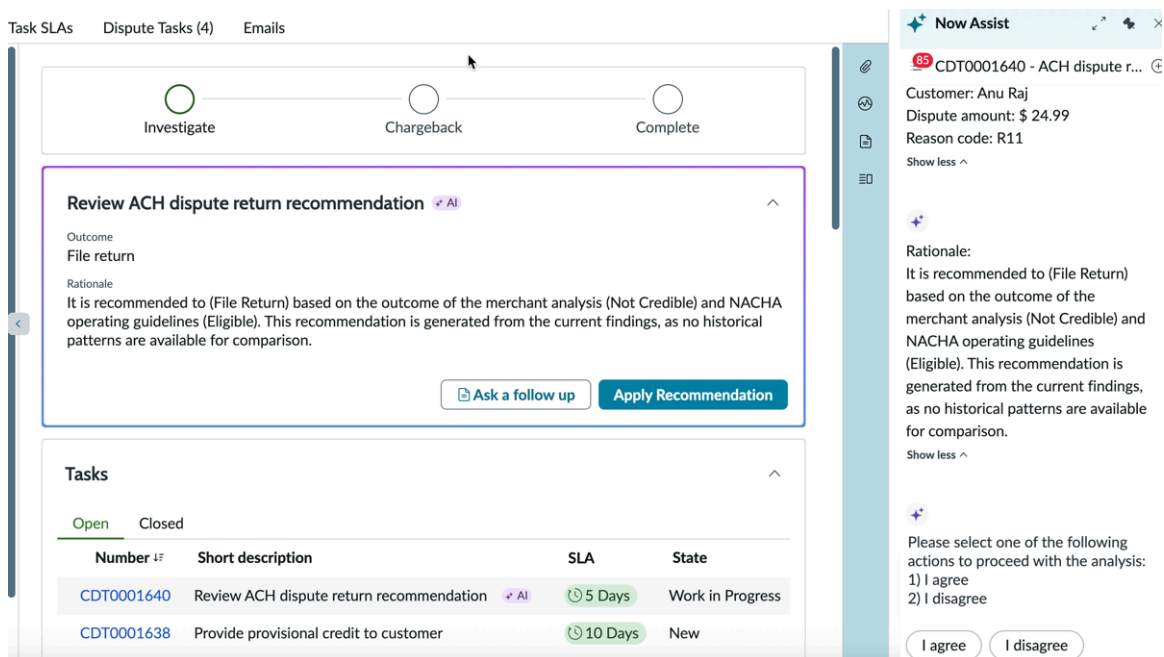 Task SLAs Dispute Tasks (4) Emails
Investigate Chargeback Complete
Review ACH dispute return recommendation AI
Outcome
File return
Rationale
It is recommended to (File Return) based on the outcome of the merchant analysis (Not Credible) and NACHA
operating guidelines (Eligible). This recommendation is generated from the current findings, as no historical
patterns are available for comparison.
Ask a follow up Apply Recommendation
Tasks
Open Closed
Number Short description SLA State
CDT0001640 Review ACH dispute return recommendation AI 5 Days Work in Progress
CDT0001638 Provide provisional credit to customer 10 Days New
Now Assist
85 CDT0001640 - ACH dispute r...
Customer: Anu Raj
Dispute amount: $ 24.99
Reason code: R11
Show less
Rationale:
It is recommended to (File Return)
based on the outcome of the
merchant analysis (Not Credible) and
NACHA operating guidelines
(Eligible). This recommendation is
generated from the current findings,
as no historical patterns are available
for comparison.
Show less
Please select one of the following
actions to proceed with the analysis:
1) I agree
2) I disagree
I agree I disagree